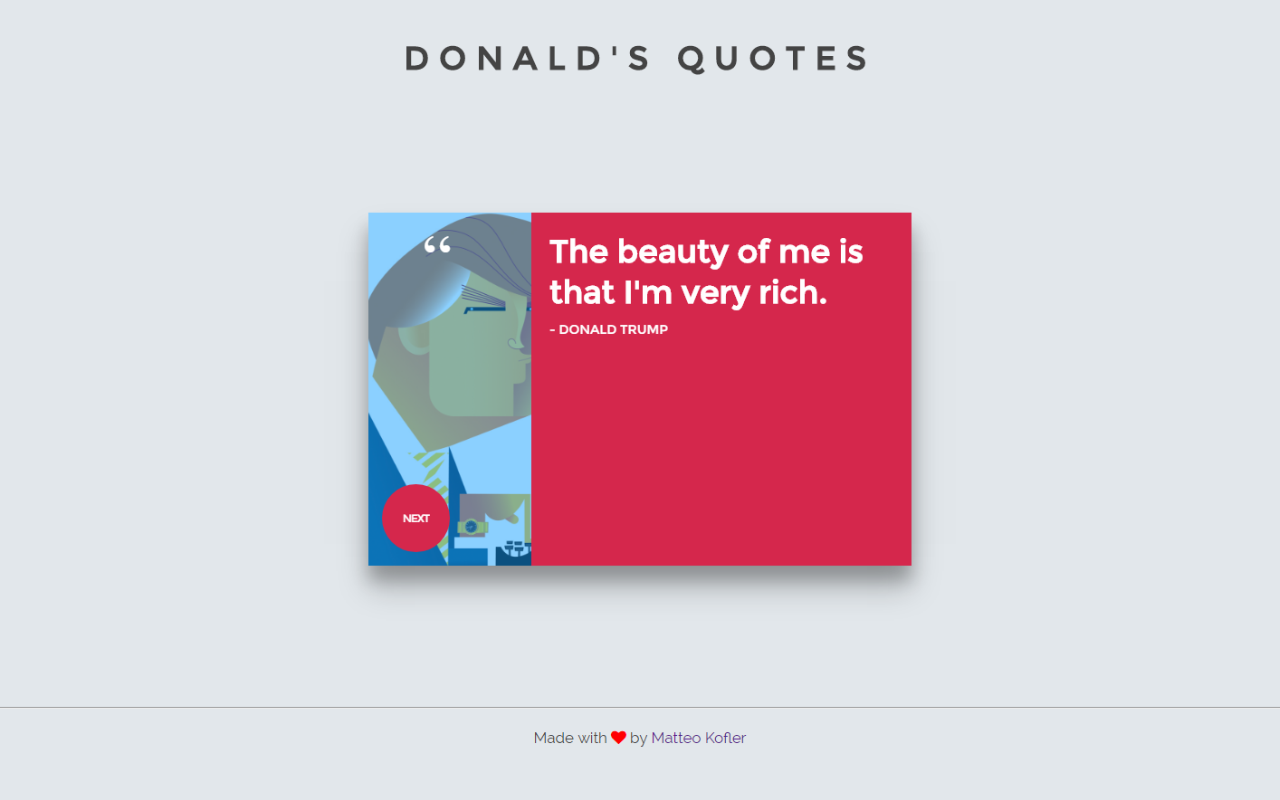 DONALD'S QUOTES
“
The beauty of me is
that I'm very rich.
- DONALD TRUMP
NEXT
Made with ❤ by Matteo Kofler